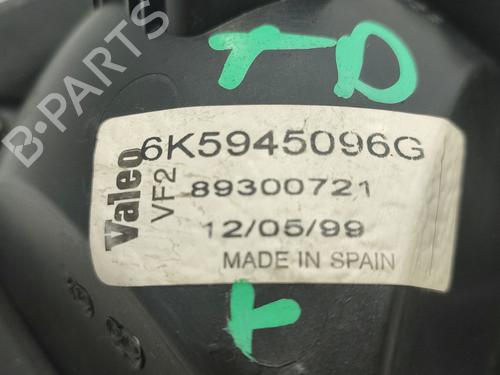 B-PARTS
TD
Valeo
VF2
6K5945096G
89300721
12/05/99
MADE IN SPAIN